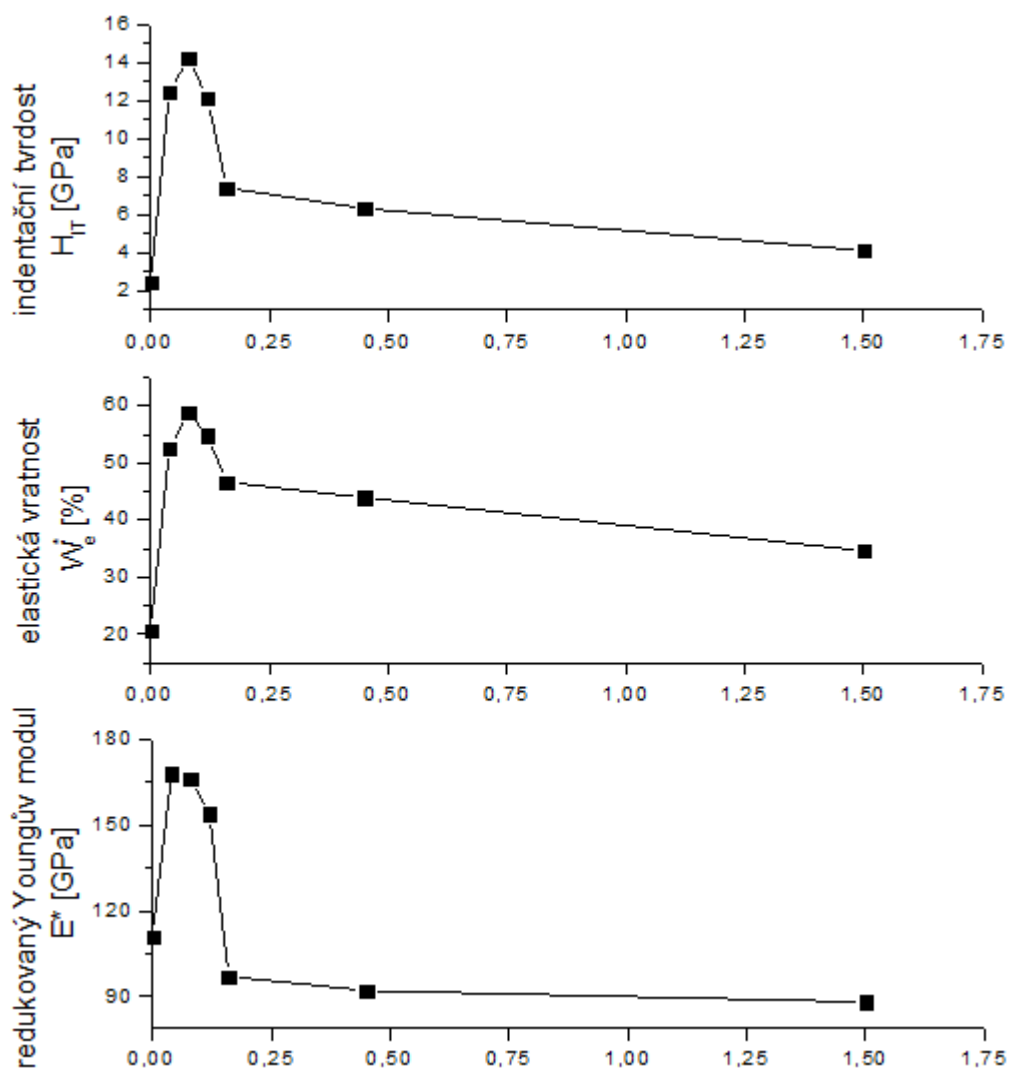 indentační tvrdost
H_IT [GPa]
16
14
12
10
8
6
4
2
0,00 0,25 0,50 0,75 1,00 1,25 1,50 1,75
elastická vratnost
W*_e [%]
60
50
40
30
20
0,00 0,25 0,50 0,75 1,00 1,25 1,50 1,75
redukovaný Youngův modul
E* [GPa]
180
150
120
90
0,00 0,25 0,50 0,75 1,00 1,25 1,50 1,75